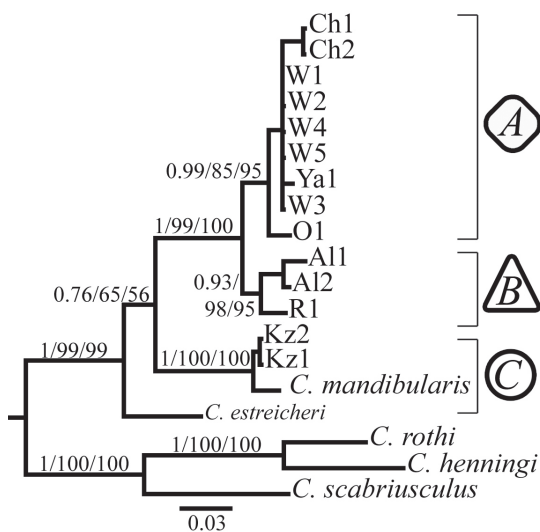 Ch1
Ch2
W1
W2
W4
W5
Ya1
W3
O1
0.99/85/95
A
1/99/100
Al1
Al2
R1
0.93/
98/95
B
0.76/65/56
Kz2
Kz1
C. mandibularis
1/100/100
C
1/99/99
C. estreicheri
C. rothi
1/100/100
C. henningi
1/100/100
C. scabriusculus
0.03